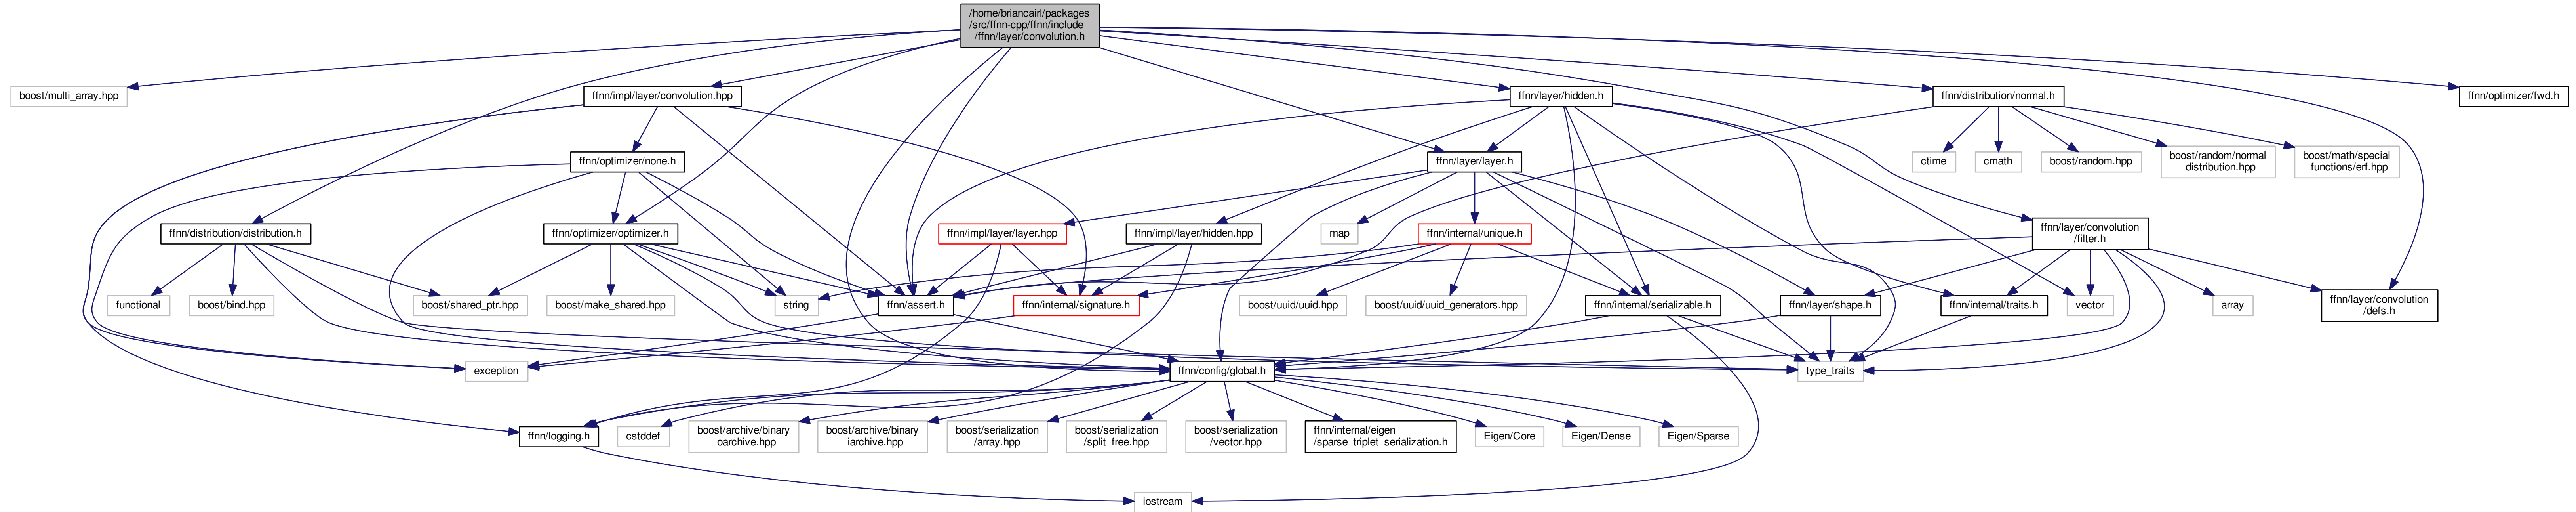 /home/briancairl/packages
/src/ffnn-cpp/ffnn/include
/ffnn/layer/convolution.h
boost/multi_array.hpp
ffnn/impl/layer/convolution.hpp
ffnn/layer/hidden.h
ffnn/distribution/normal.h
ffnn/optimizer/fwd.h
ffnn/optimizer/none.h
ffnn/layer/layer.h
ctime
cmath
boost/random.hpp
boost/random/normal
_distribution.hpp
boost/math/special
_functions/erf.hpp
ffnn/distribution/distribution.h
ffnn/optimizer/optimizer.h
ffnn/impl/layer/layer.hpp
ffnn/impl/layer/hidden.hpp
map
ffnn/internal/unique.h
ffnn/layer/convolution
/filter.h
functional
boost/bind.hpp
boost/shared_ptr.hpp
boost/make_shared.hpp
string
ffnn/assert.h
ffnn/internal/signature.h
boost/uuid/uuid.hpp
boost/uuid/uuid_generators.hpp
ffnn/internal/serializable.h
ffnn/layer/shape.h
ffnn/internal/traits.h
vector
array
ffnn/layer/convolution
/defs.h
exception
ffnn/config/global.h
type_traits
ffnn/logging.h
cstddef
boost/archive/binary
_oarchive.hpp
boost/archive/binary
_iarchive.hpp
boost/serialization
/array.hpp
boost/serialization
/split_free.hpp
boost/serialization
/vector.hpp
ffnn/internal/eigen
/sparse_triplet_serialization.h
Eigen/Core
Eigen/Dense
Eigen/Sparse
iostream